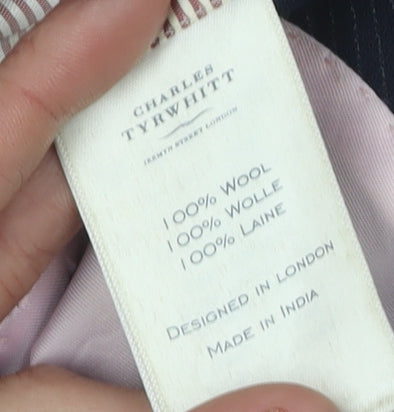 CHARLES
TYRWHITT
JERMYN STREET LONDON
100% WOOL
100% WOLLE
100% LAINE
DESIGNED IN LONDON
MADE IN INDIA